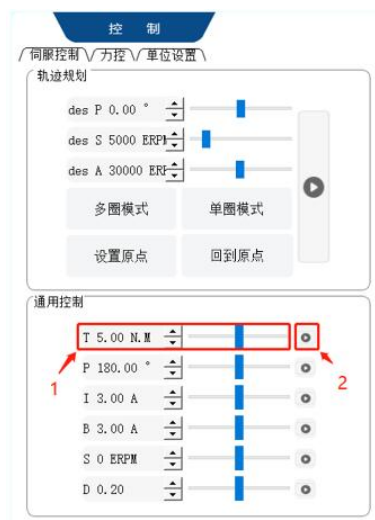 控 制
伺服控制 力控 单位设置
轨迹规划
des P 0.00 °
des S 5000 ERP
des A 30000 ER
多圈模式 单圈模式
设置原点 回到原点
通用控制
T 5.00 N.M
P 180.00 °
1 2
I 3.00 A
B 3.00 A
S 0 ERPM
D 0.20